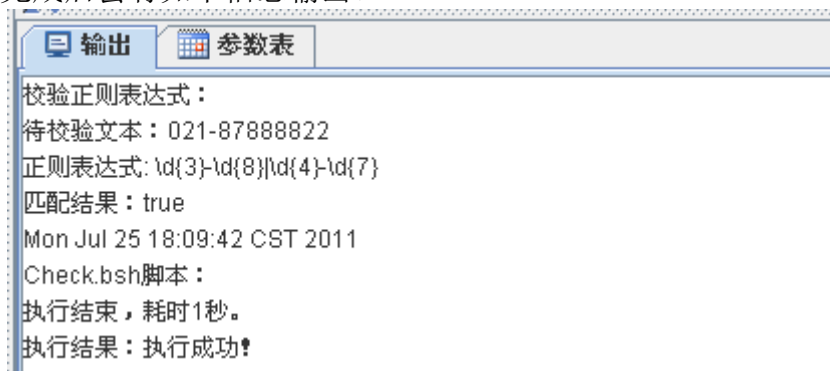 输出 参数表
校验正则表达式：
待校验文本：021-87888822
正则表达式: \d{3}-\d{8}|\d{4}-\d{7}
匹配结果：true
Mon Jul 25 18:09:42 CST 2011
Check.bsh脚本：
执行结束，耗时1秒。
执行结果：执行成功!